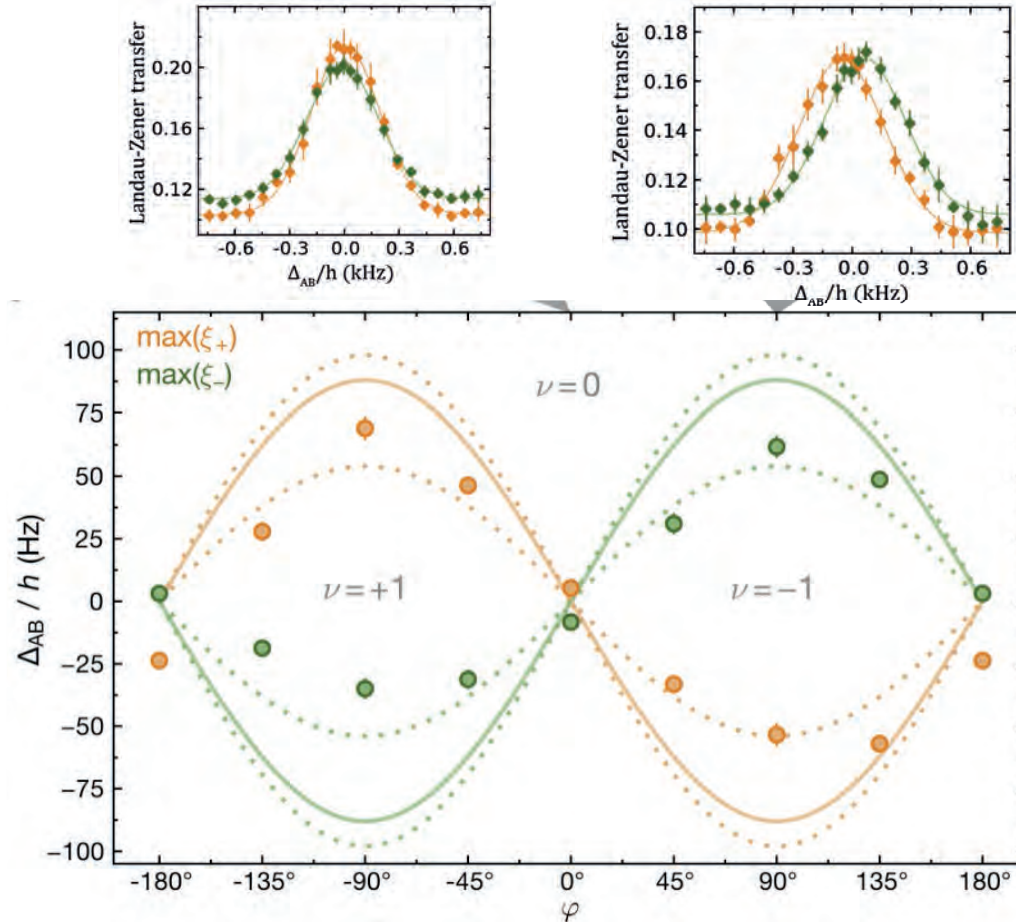 Landau-Zener transfer
0.20
0.16
0.12
-0.6 -0.3 0.0 0.3 0.6
Δ_AB/h (kHz)
Landau-Zener transfer
0.18
0.16
0.14
0.12
0.10
-0.6 -0.3 0.0 0.3 0.6
Δ_AB/h (kHz)
max(ξ₊)
max(ξ₋)
ν=0
ν=+1
ν=−1
Δ_AB / h (Hz)
100
75
50
25
0
−25
−50
−75
−100
-180° -135° -90° -45° 0° 45° 90° 135° 180°
φ